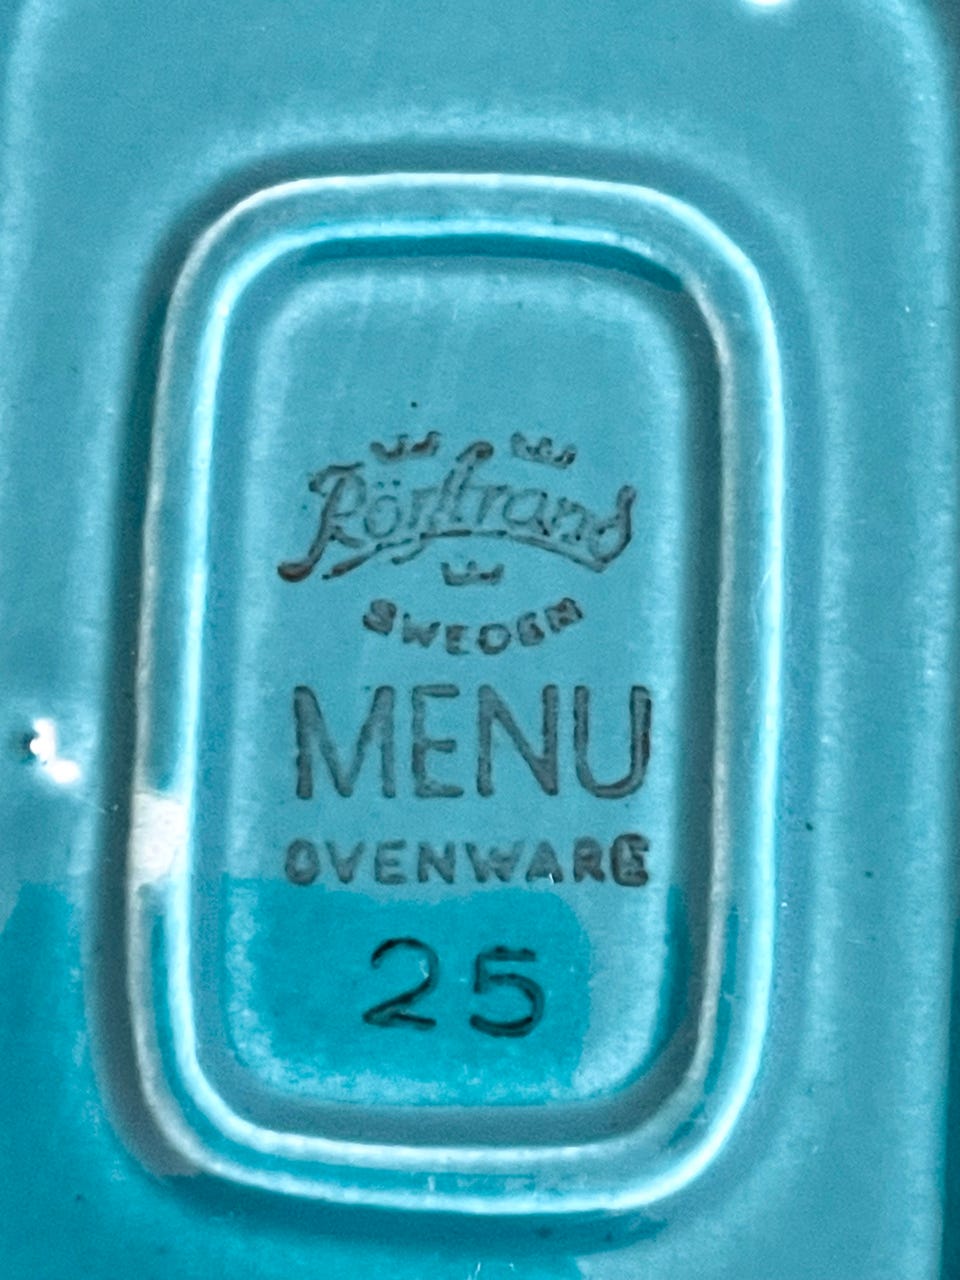 Rörstrand
SWEDEN
MENU
OVENWARE
25